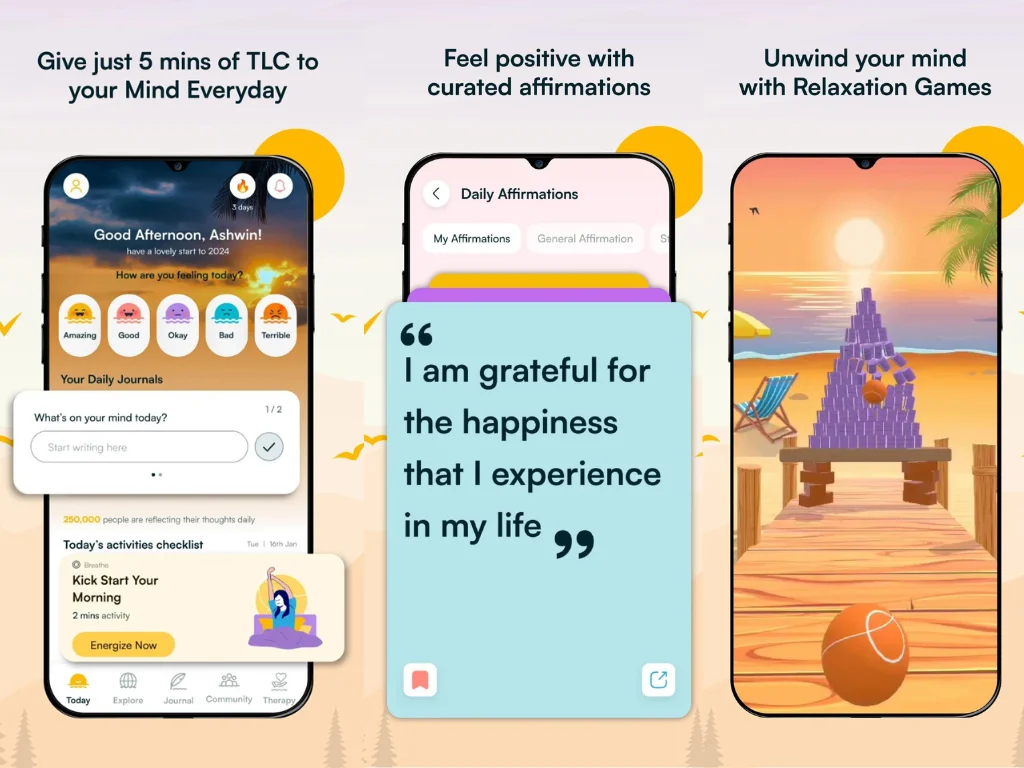 Give just 5 mins of TLC to
your Mind Everyday
3 days
Good Afternoon, Ashwin!
have a lovely start to 2024
How are you feeling today?
Amazing
Good
Okay
Bad
Terrible
Your Daily Journals
What's on your mind today?
1 / 2
Start writing here
250,000 people are reflecting their thoughts daily
Today's activities checklist
Tue | 16th Jan
Breathe
Kick Start Your
Morning
2 mins activity
Energize Now
Today
Explore
Journal
Community
Therapy
Feel positive with
curated affirmations
Daily Affirmations
My Affirmations
General Affirmation
St
“
I am grateful for
the happiness
that I experience
in my life ”
Unwind your mind
with Relaxation Games